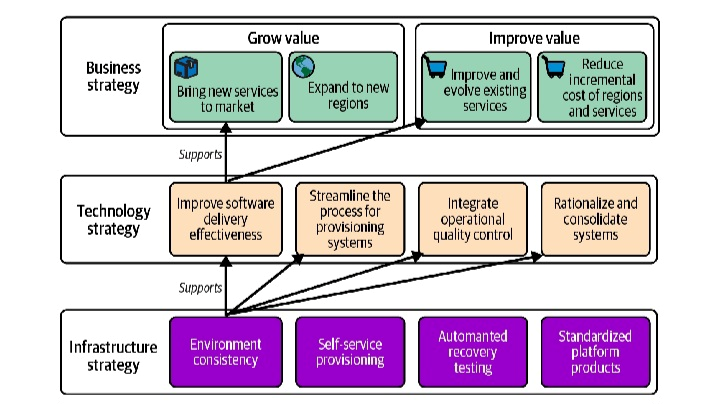 Grow value
Improve value
Business
strategy
Bring new services
to market
Expand to new
regions
Improve and
evolve existing
services
Reduce
incremental
cost of regions
and services
Supports
Technology
strategy
Improve software
delivery
effectiveness
Streamline the
process for
provisioning
systems
Integrate
operational
quality control
Rationalize and
consolidate
systems
Supports
Infrastructure
strategy
Environment
consistency
Self-service
provisioning
Automanted
recovery
testing
Standardized
platform
products